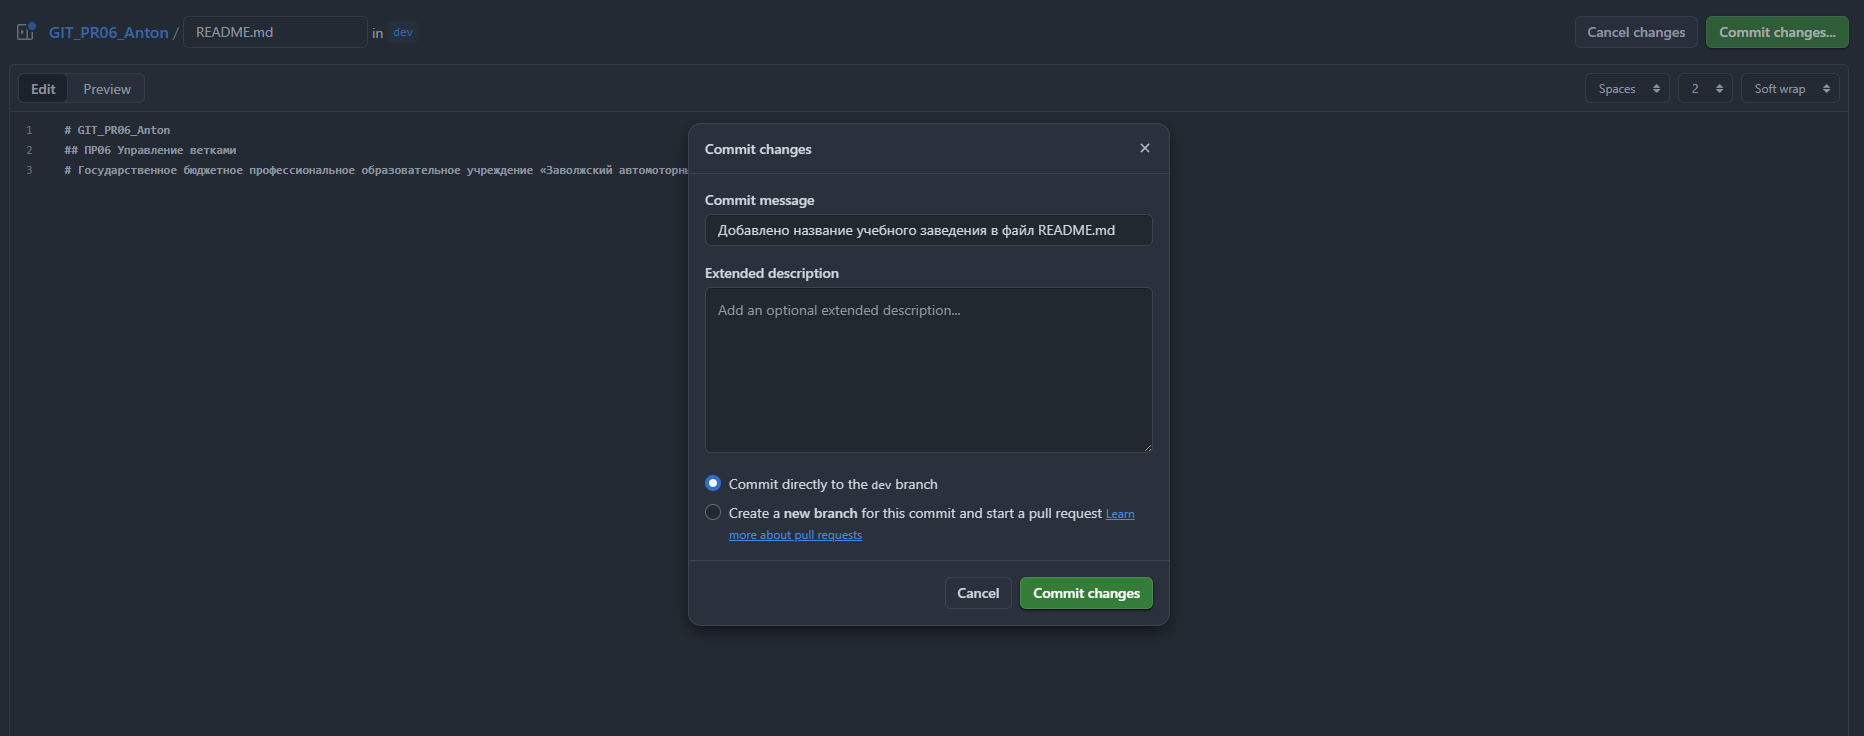 GIT_PR06_Anton / README.md in dev
Cancel changes
Commit changes...
Edit
Preview
Spaces
2
Soft wrap
1 # GIT_PR06_Anton
2 ## ПР06 Управление ветками
3 # Государственное бюджетное профессиональное образовательное учреждение «Заволжский автомоторны
Commit changes
Commit message
Добавлено название учебного заведения в файл README.md
Extended description
Add an optional extended description...
Commit directly to the dev branch
Create a new branch for this commit and start a pull request Learn
more about pull requests
Cancel
Commit changes